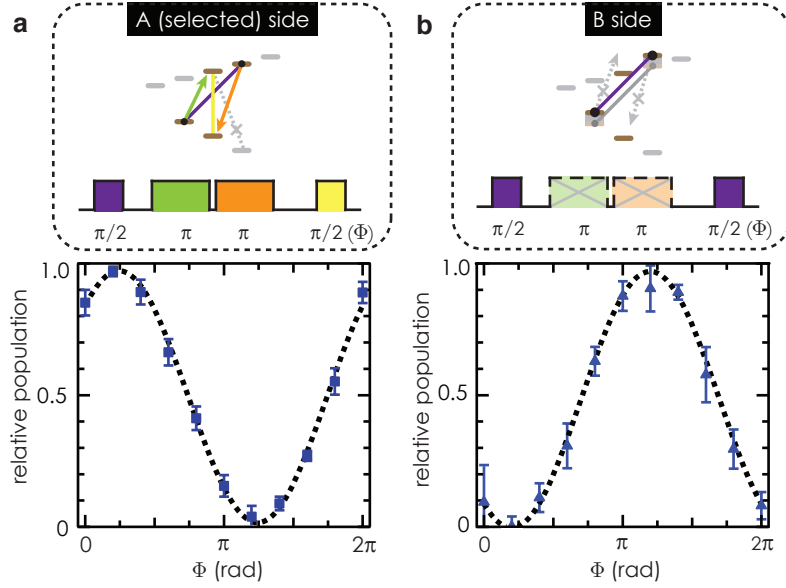 a
A (selected) side
π/2
π
π
π/2 (Φ)
relative population
1.0
0.5
0
0
π
2π
Φ (rad)
b
B side
π/2
π
π
π/2 (Φ)
relative population
1.0
0.5
0
0
π
2π
Φ (rad)